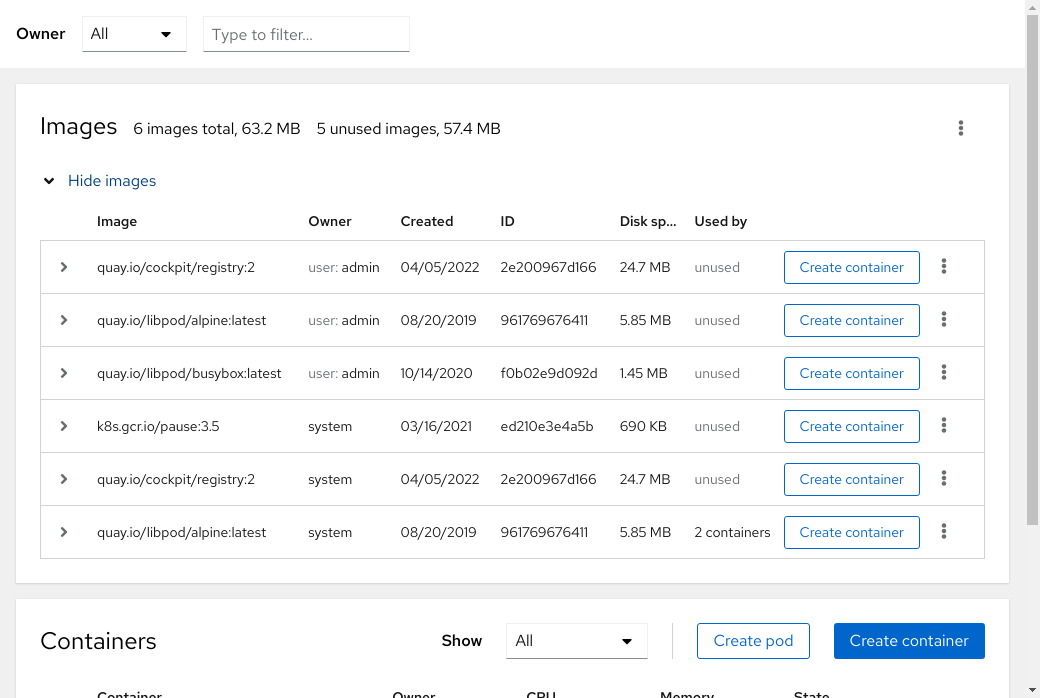 Owner All Type to filter...
Images 6 images total, 63.2 MB 5 unused images, 57.4 MB
Hide images
Image Owner Created ID Disk sp... Used by
quay.io/cockpit/registry:2 user: admin 04/05/2022 2e200967d166 24.7 MB unused Create container
quay.io/libpod/alpine:latest user: admin 08/20/2019 961769676411 5.85 MB unused Create container
quay.io/libpod/busybox:latest user: admin 10/14/2020 f0b02e9d092d 1.45 MB unused Create container
k8s.gcr.io/pause:3.5 system 03/16/2021 ed210e3e4a5b 690 KB unused Create container
quay.io/cockpit/registry:2 system 04/05/2022 2e200967d166 24.7 MB unused Create container
quay.io/libpod/alpine:latest system 08/20/2019 961769676411 5.85 MB 2 containers Create container
Containers Show All Create pod Create container
Container Owner CPU Memory State